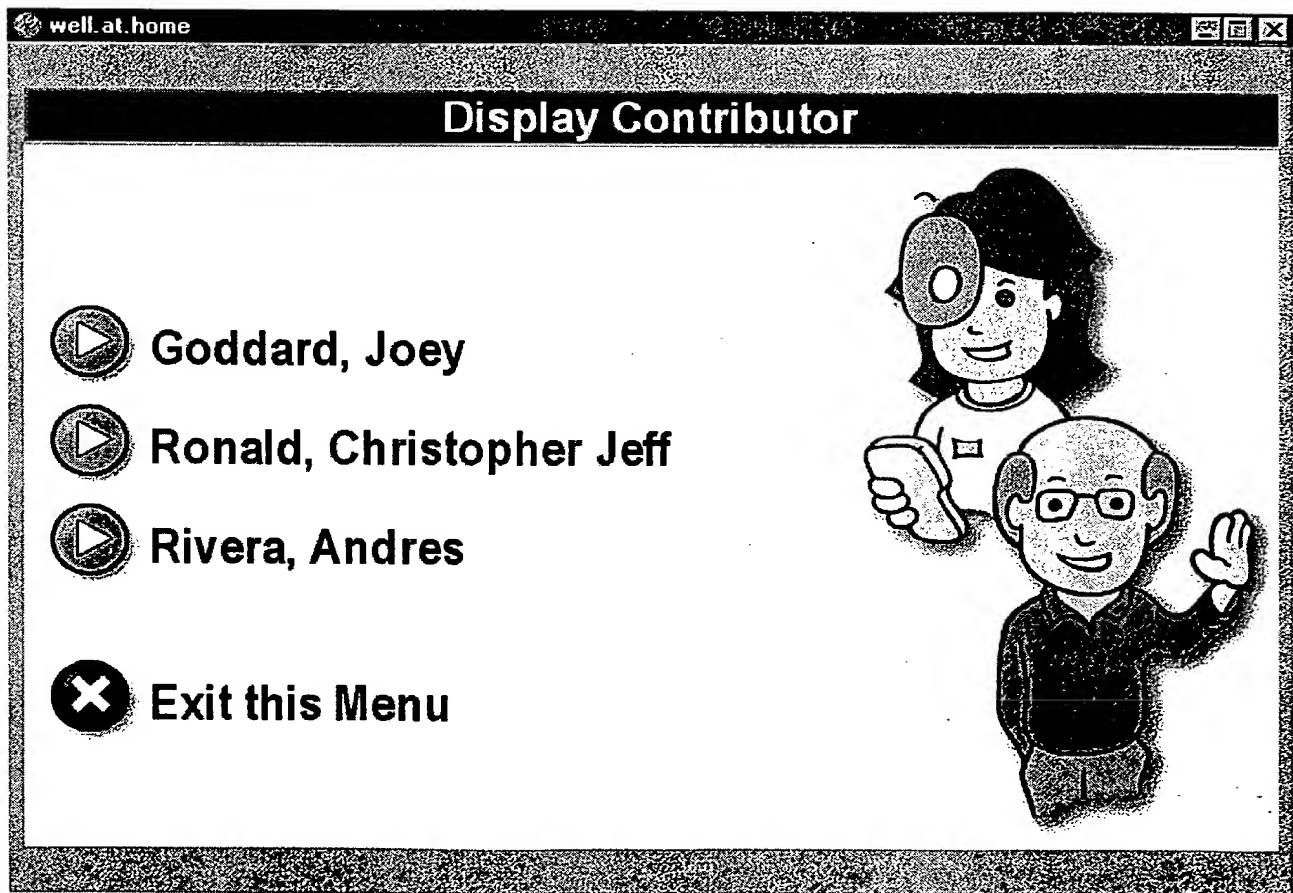 well.at.home
Display Contributor
Goddard, Joey
Ronald, Christopher Jeff
Rivera, Andres
Exit this Menu